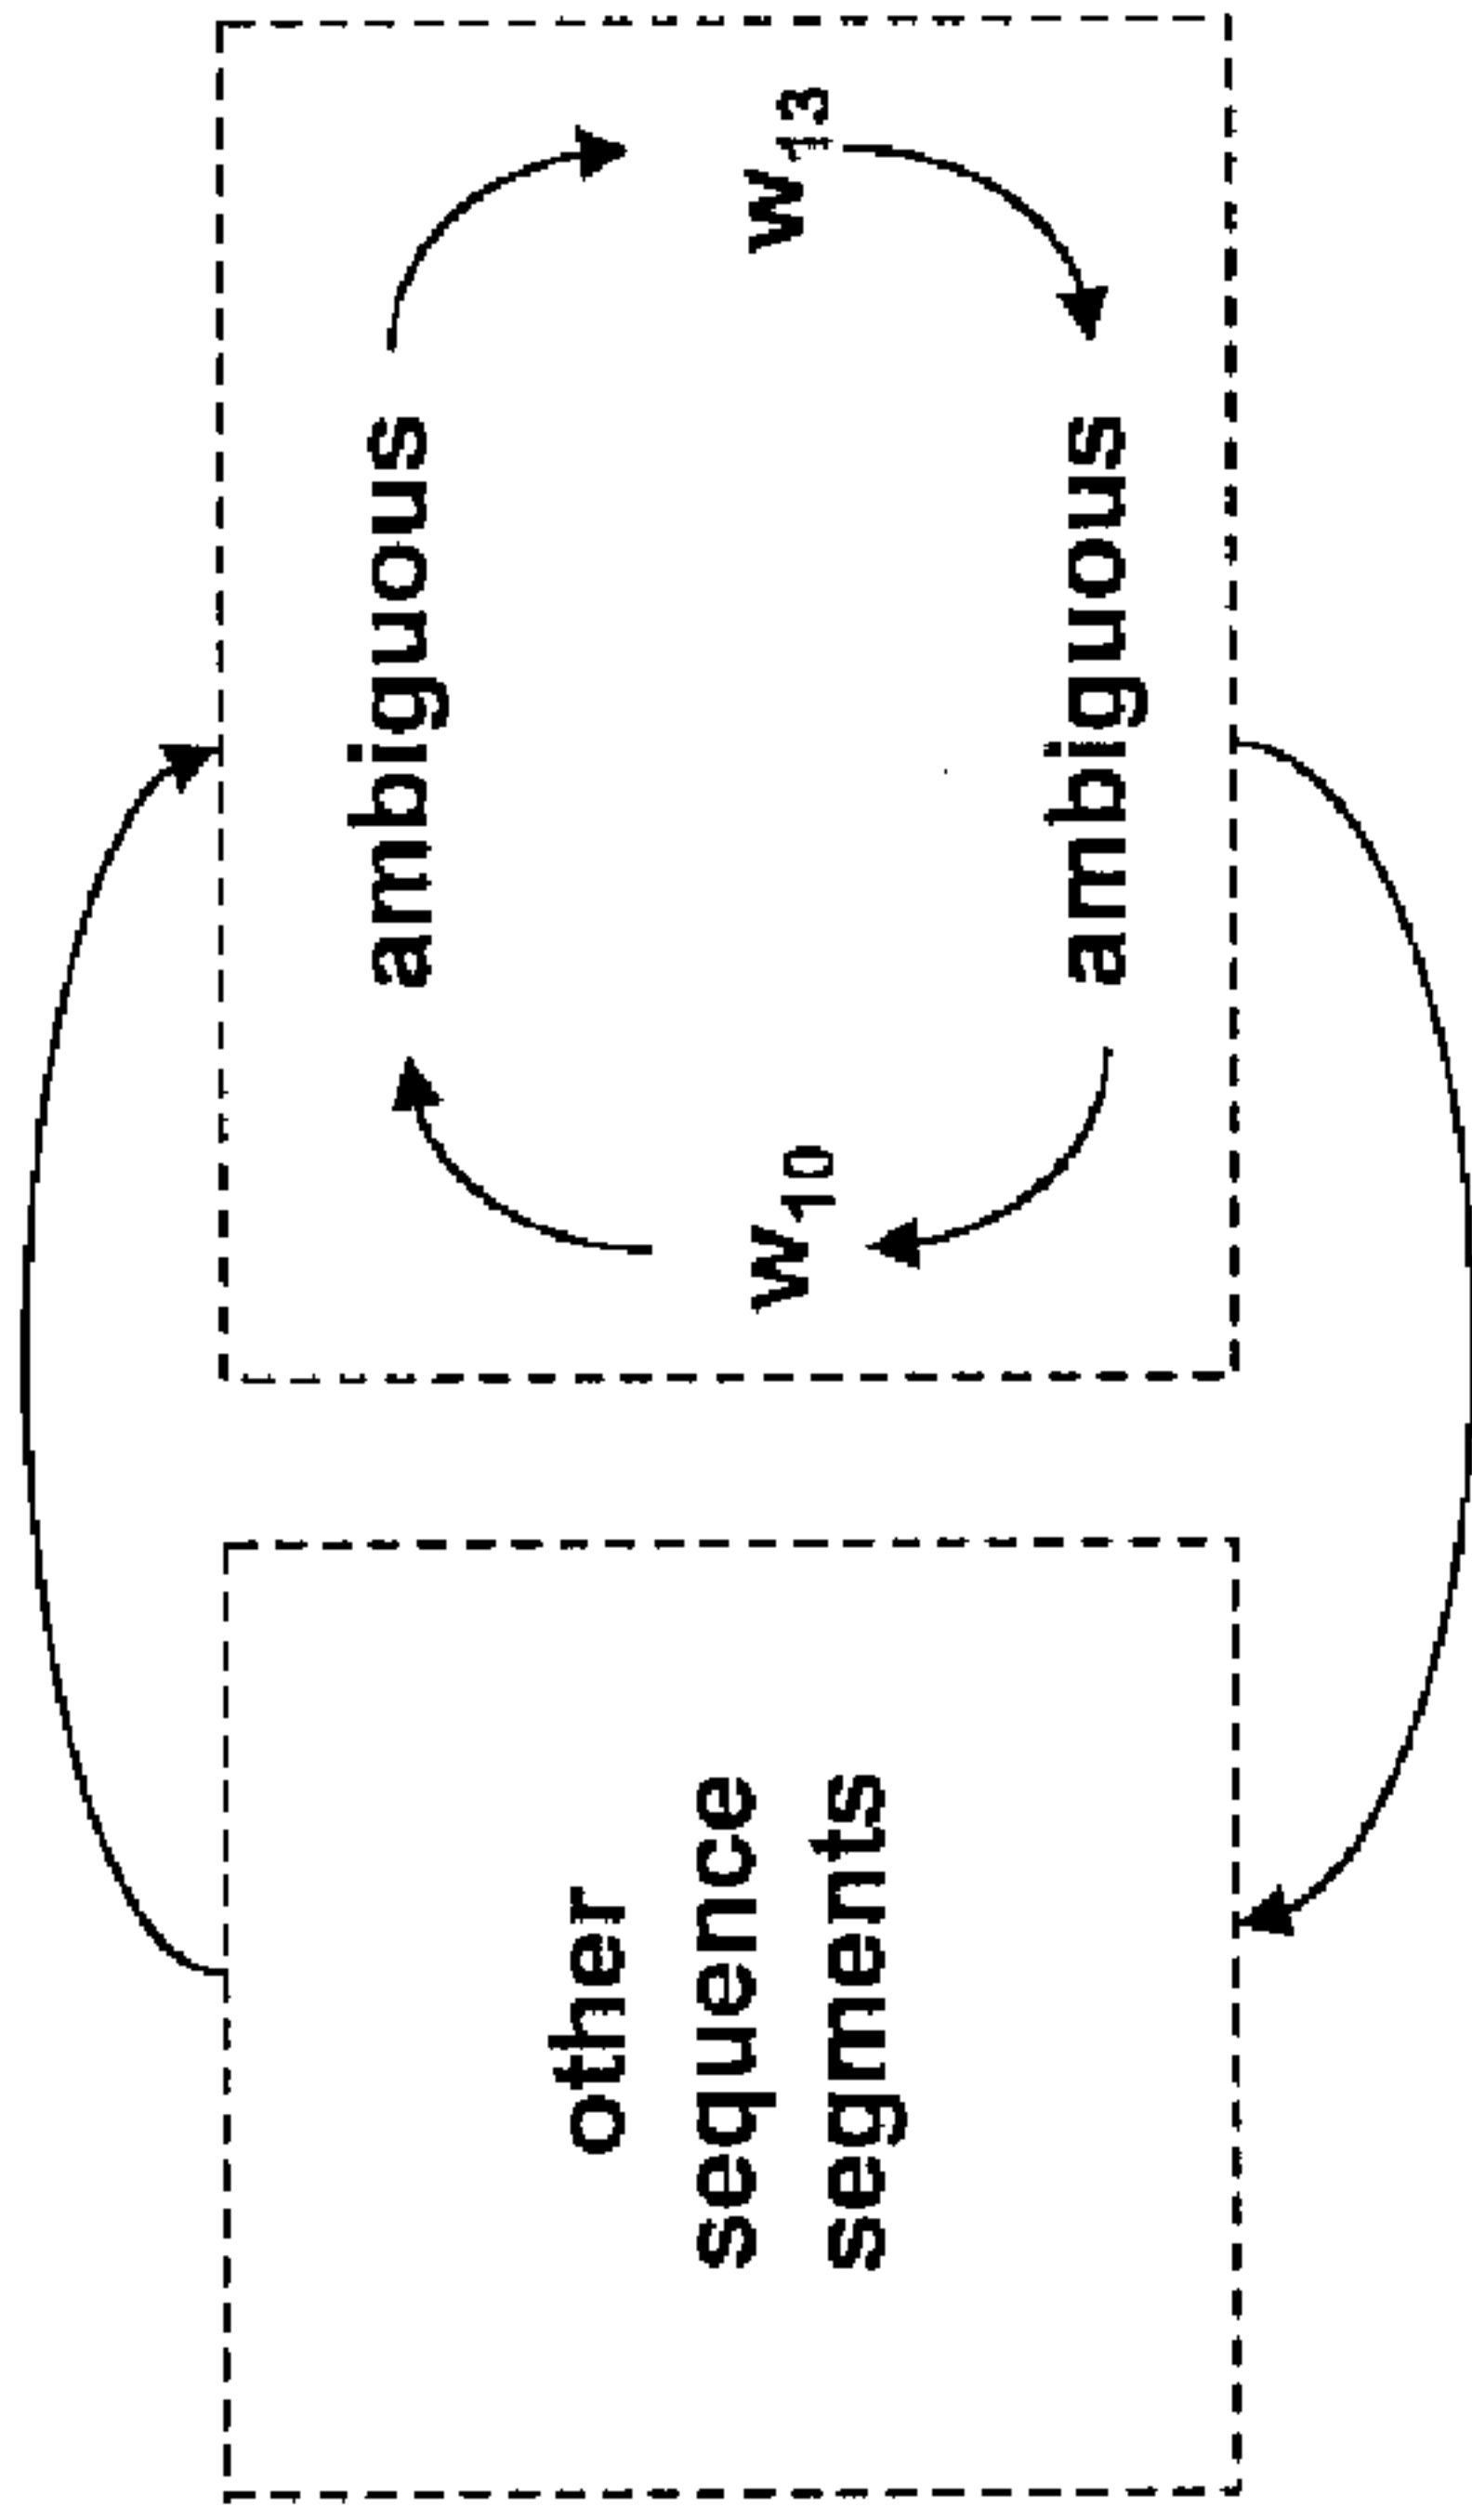 other
sequence
segments
ambiguous
w₁₀
w₁₃
ambiguous